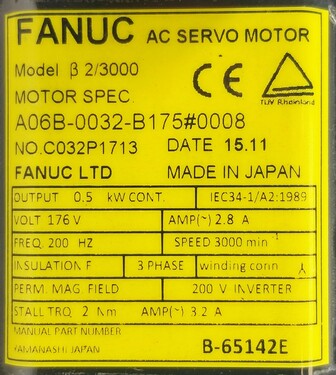 FANUC AC SERVO MOTOR
Model β 2/3000
CE
MOTOR SPEC.
TÜV Rheinland
A06B-0032-B175#0008
NO.C032P1713 DATE 15.11
FANUC LTD MADE IN JAPAN
OUTPUT 0.5 kW CONT. IEC34-1/A2:1989
VOLT 176 V AMP(~) 2.8 A
FREQ. 200 HZ SPEED 3000 min⁻¹
INSULATION F 3 PHASE winding conn 人
PERM. MAG. FIELD 200 V INVERTER
STALL TRQ. 2 Nm AMP(~) 3.2 A
MANUAL PART NUMBER
YAMANASHI JAPAN B-65142E